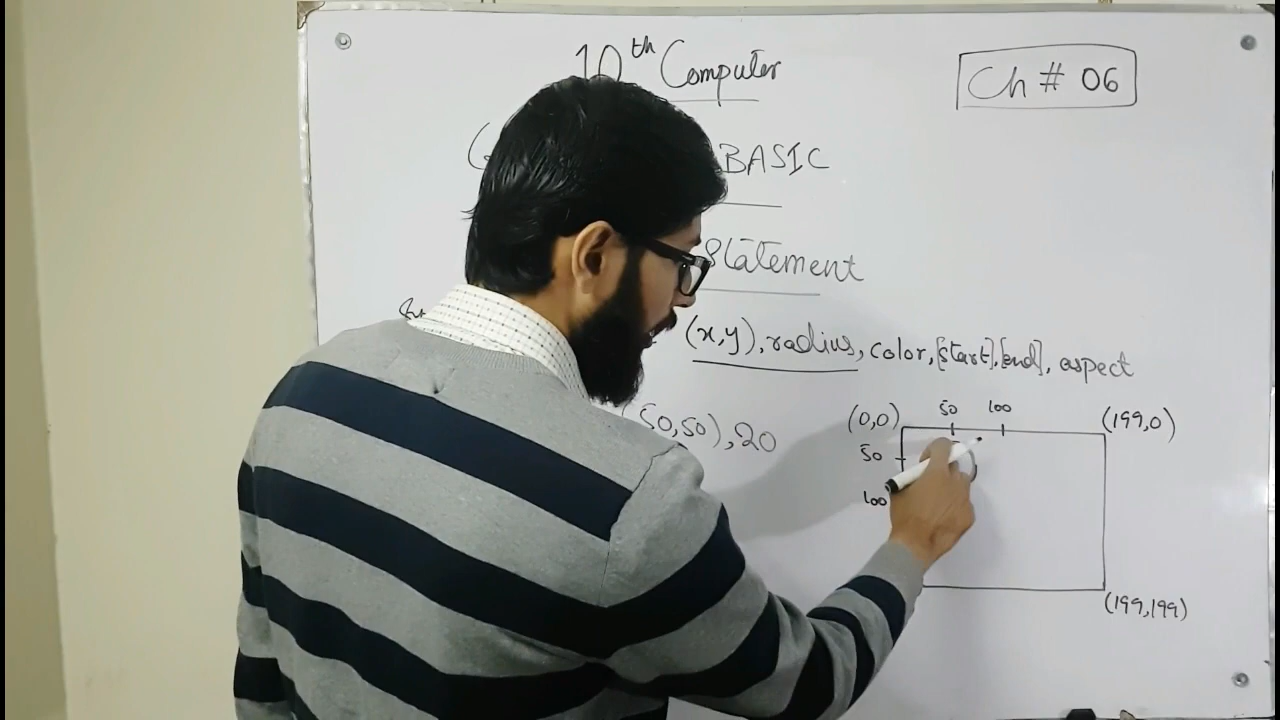 10th Computer
Ch # 06
BASIC
Statement
(x,y), radius, color, [start], [end], aspect
(50,50), 20
(0,0) 50 100 (199,0)
50
100
(199,199)